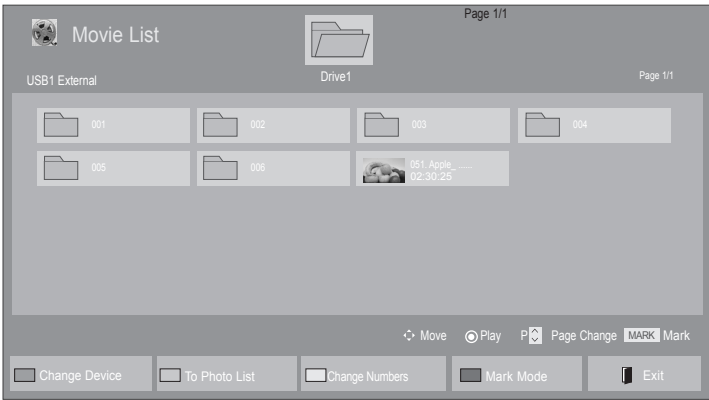 Page 1/1
Movie List
Drive1
USB1 External
Page 1/1
001
002
003
004
005
006
051. Apple_ ......
02:30:25
Move
Play
P
Page Change
MARK
Mark
Change Device
To Photo List
Change Numbers
Mark Mode
Exit